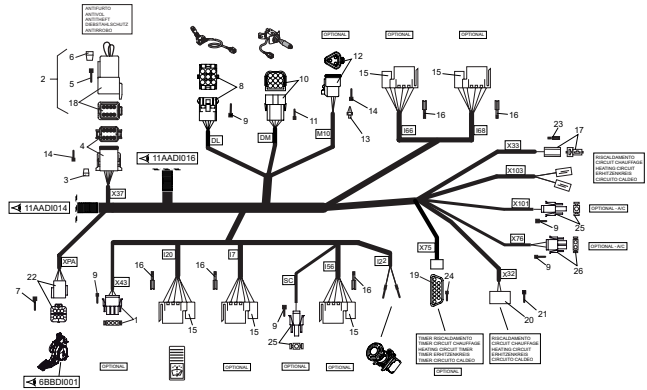 ANTIFURTO
ANTIVOL
ANTITHEFT
DIEBSTAHLSCHUTZ
ANTIRROBO
OPTIONAL
OPTIONAL
OPTIONAL
6
2
5
18
4
14
3
8
9
10
11
12
14
13
15
16
15
16
23
17
DL
DM
M10
I66
I68
X33
X103
X101
X76
RISCALDAMENTO
CIRCUIT CHAUFFAGE
HEATING CIRCUIT
ERHITZENKREIS
CIRCUITO CALDEO
11AADI016
X37
11AADI014
OPTIONAL - A/C
25
9
OPTIONAL - A/C
26
9
XPA
X43
I20
I7
SC
I56
I22
X75
X32
22
7
9
1
16
15
16
15
9
25
16
15
19
24
20
21
6BBDI001
OPTIONAL
OPTIONAL
OPTIONAL
OPTIONAL
TIMER RISCALDAMENTO
TIMER CIRCUIT CHAUFFAGE
HEATING CIRCUIT TIMER
TIMER ERHITZENKREIS
TIMER CIRCUITO CALDEO
OPTIONAL
RISCALDAMENTO
CIRCUIT CHAUFFAGE
HEATING CIRCUIT
ERHITZENKREIS
CIRCUITO CALDEO